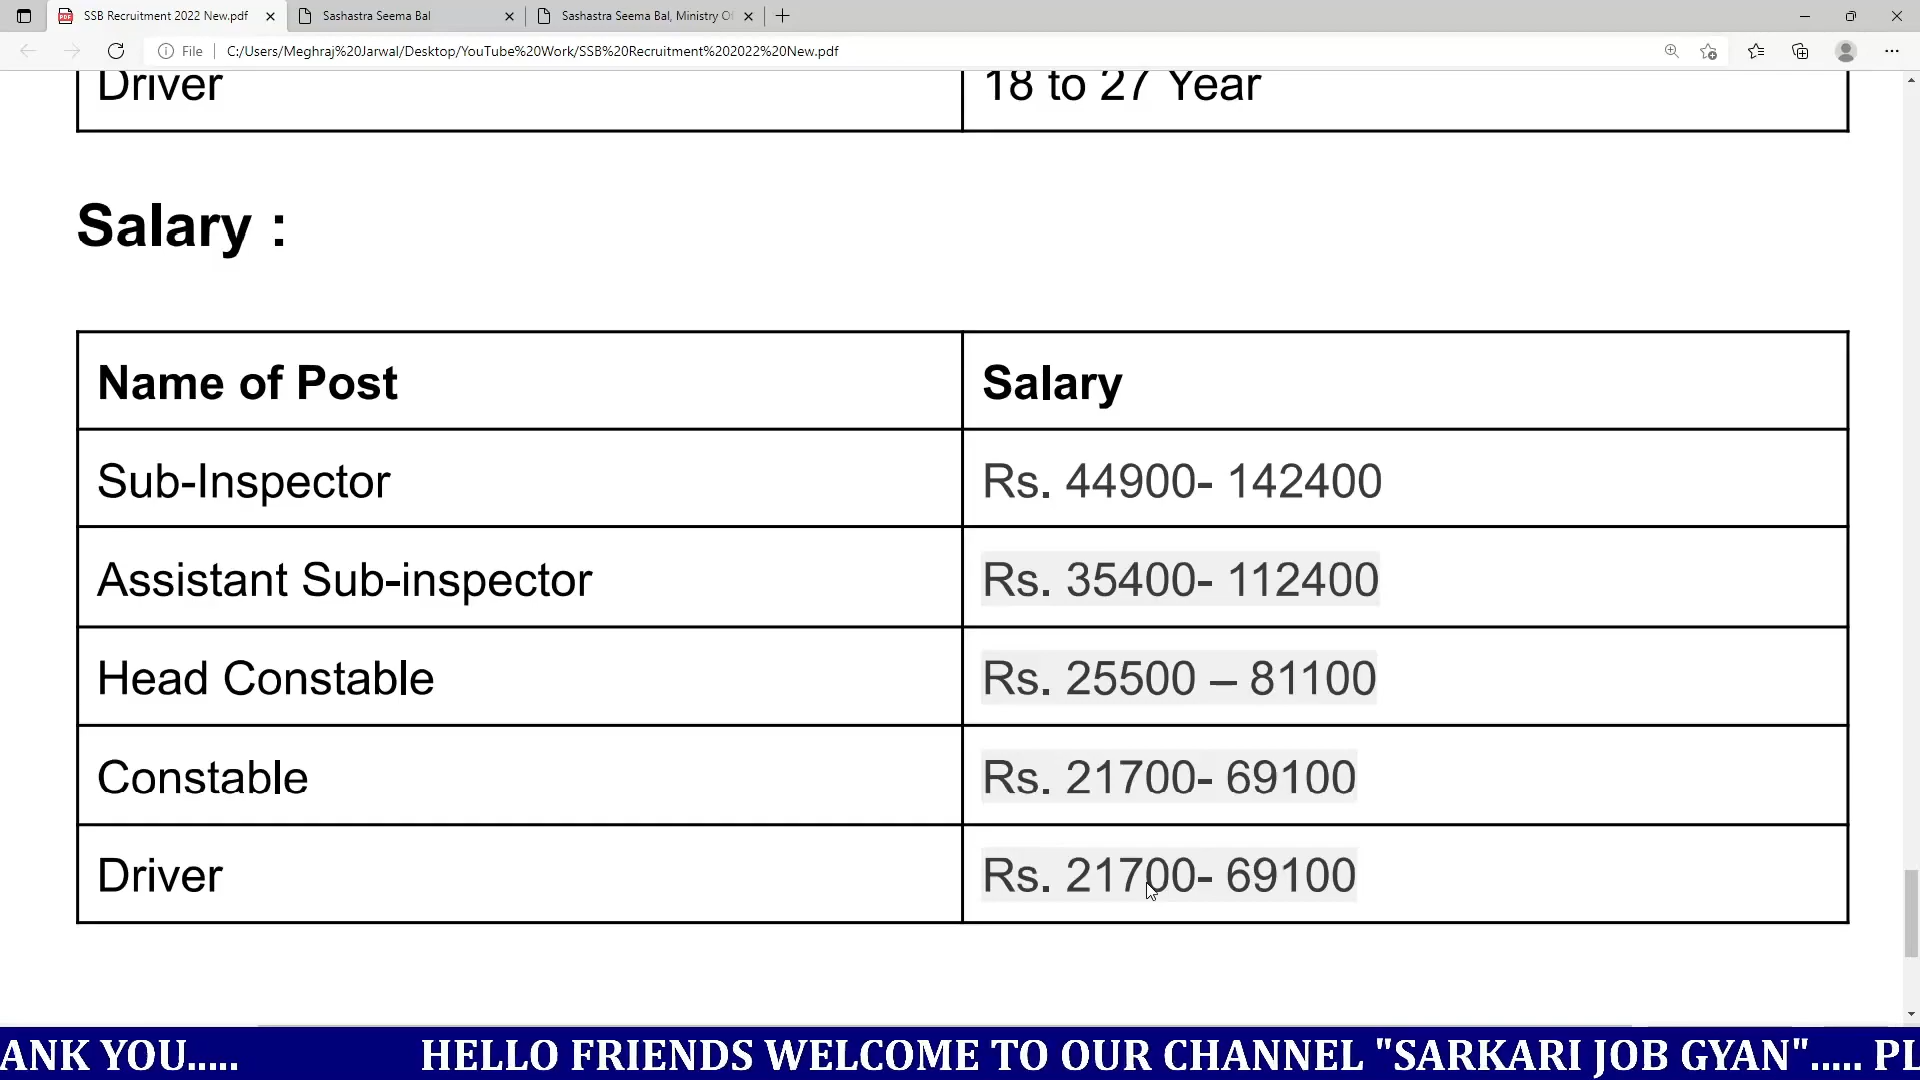 SSB Recruitment 2022 New.pdf
Sashastra Seema Bal
Sashastra Seema Bal, Ministry O
File
C:/Users/Meghraj%20Jarwal/Desktop/YouTube%20Work/SSB%20Recruitment%202022%20New.pdf
Driver 18 to 27 Year
Salary :
Name of Post Salary
Sub-Inspector Rs. 44900- 142400
Assistant Sub-inspector Rs. 35400- 112400
Head Constable Rs. 25500 – 81100
Constable Rs. 21700- 69100
Driver Rs. 21700- 69100
ANK YOU..... HELLO FRIENDS WELCOME TO OUR CHANNEL "SARKARI JOB GYAN"..... PL